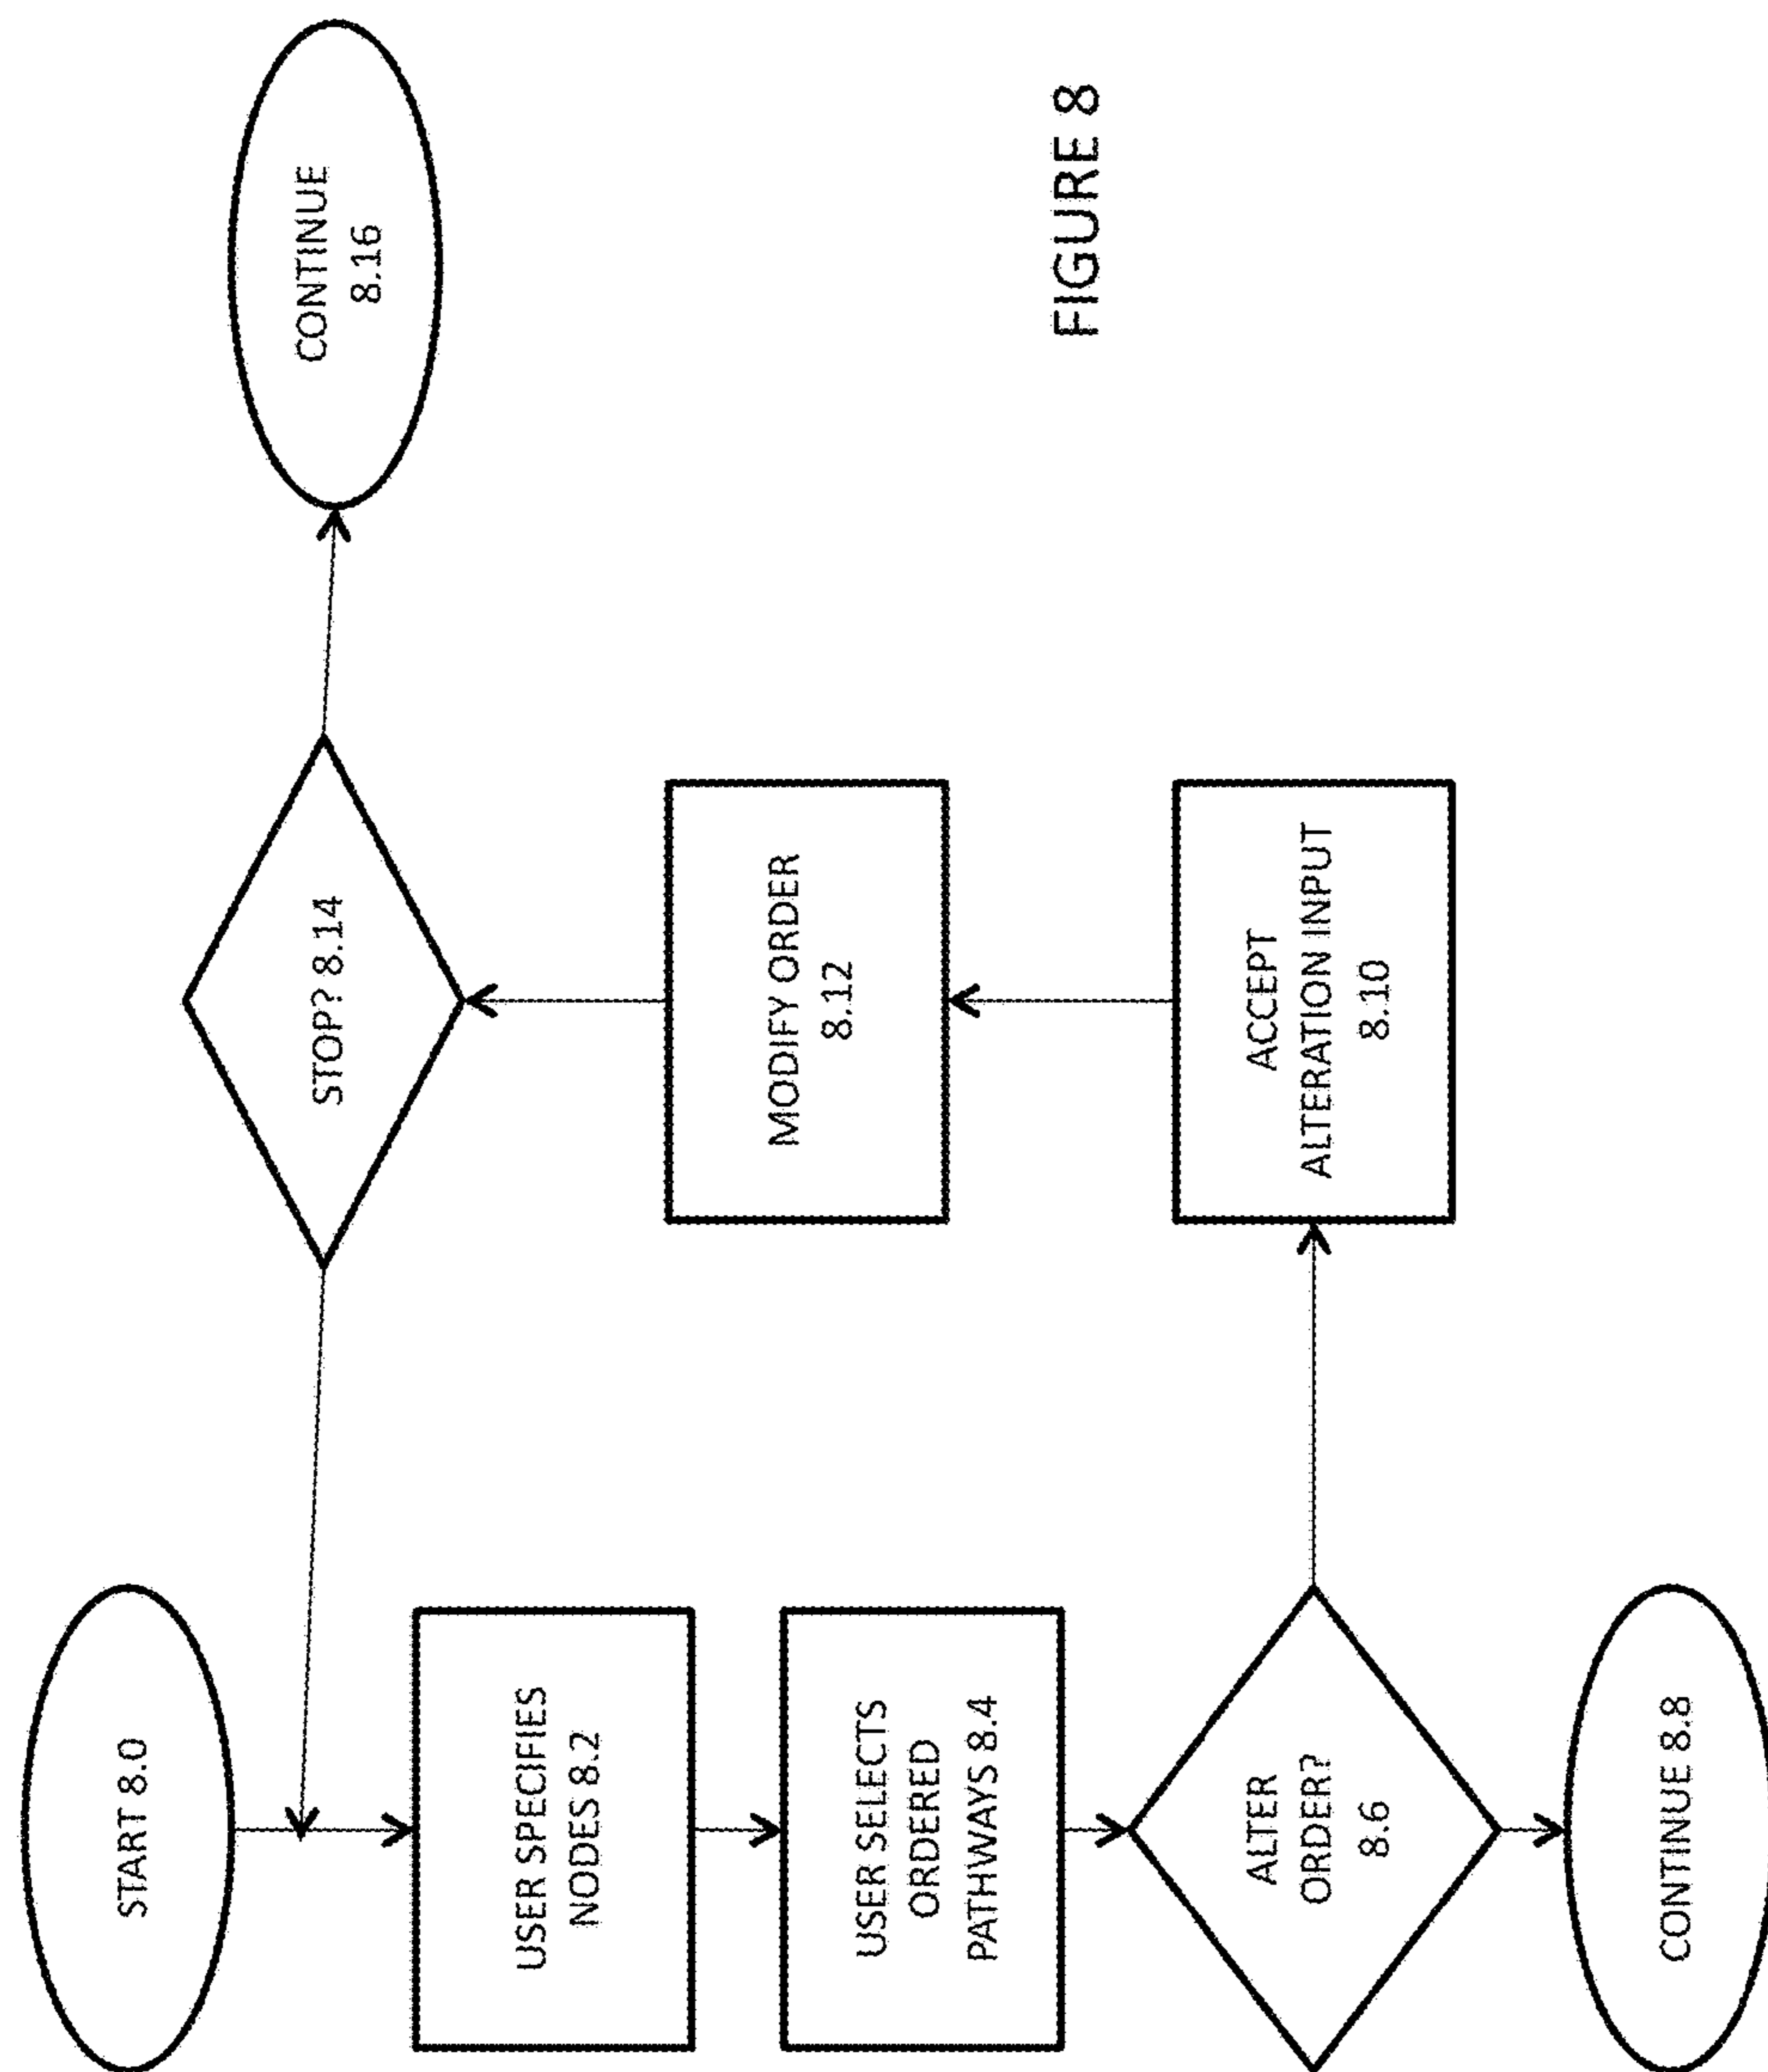 START 8.0
USER SPECIFIES
NODES 8.2
USER SELECTS
ORDERED
PATHWAYS 8.4
ALTER
ORDER?
8.6
CONTINUE 8.8
ACCEPT
ALTERATION INPUT
8.10
MODIFY ORDER
8.12
STOP? 8.14
CONTINUE
8.16
FIGURE 8